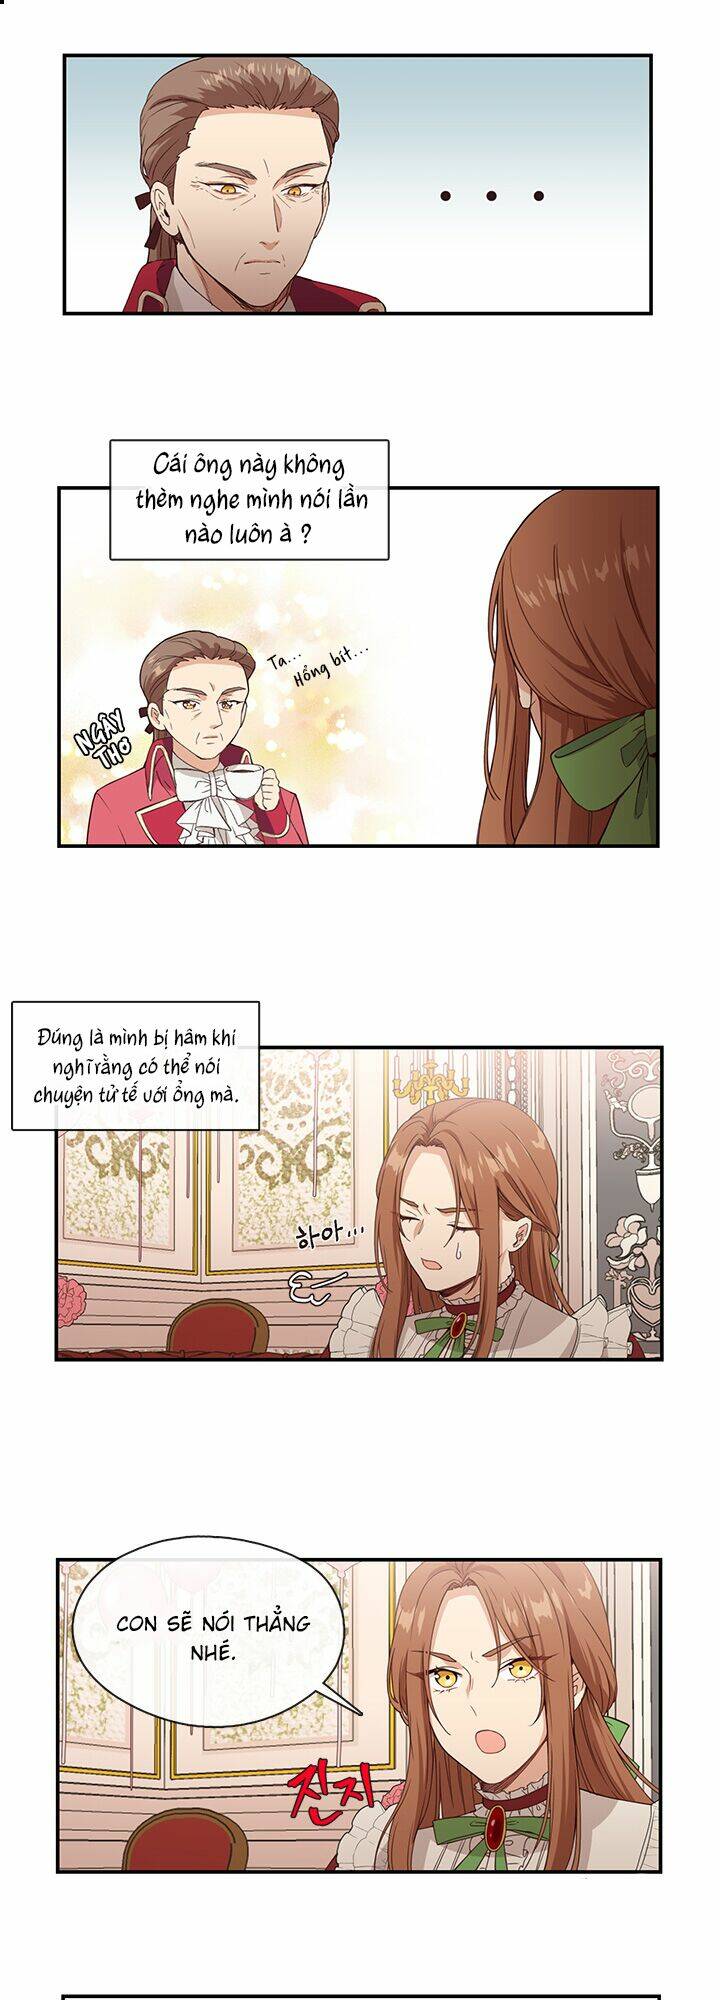 . . .
Cái ông này không
thèm nghe mình nói lần
nào luôn à ?
Ta...
Hổng bít...
NGÂY
THƠ
Đúng là mình bị hâm khi
nghĩ rằng có thể nói
chuyện tử tế với ổng mà.
하아...
CON SẼ NÓI THẲNG
NHÉ.
진지